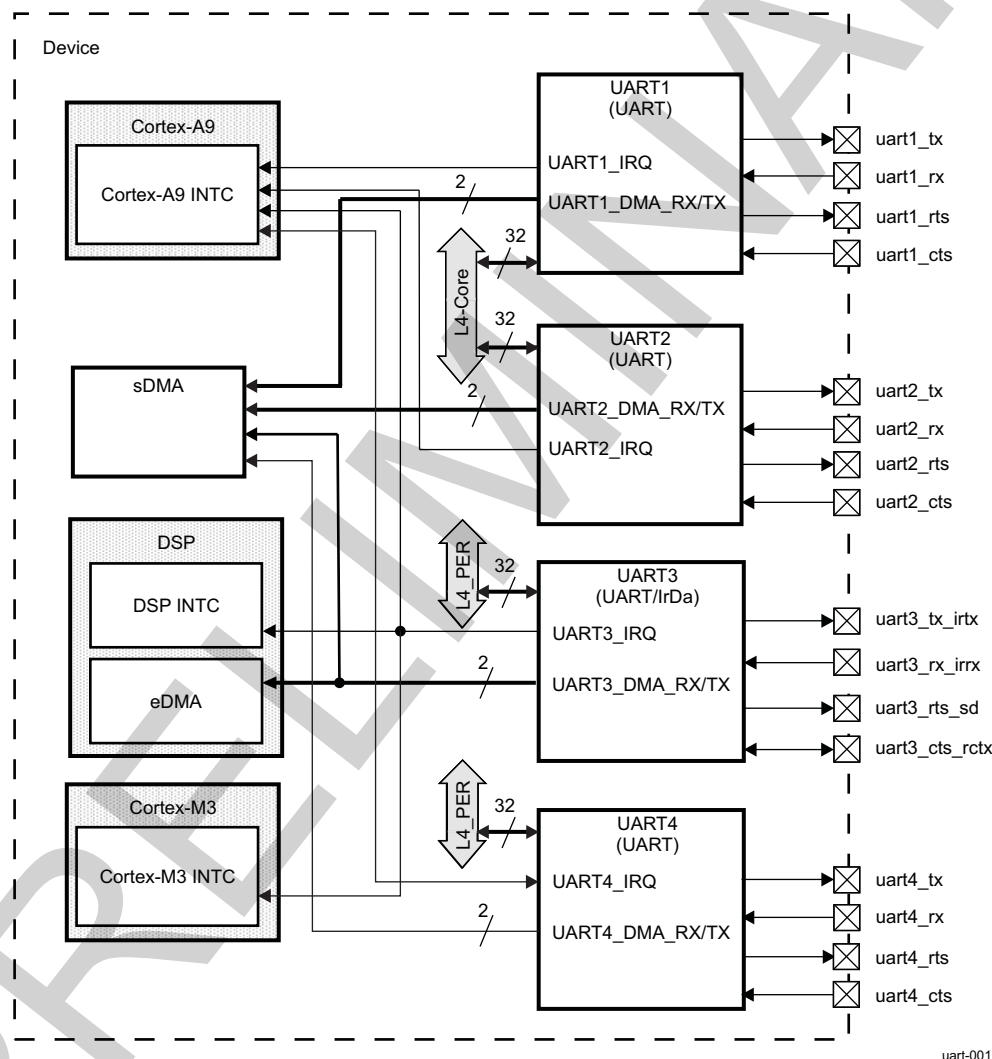 Device
Cortex-A9
Cortex-A9 INTC
sDMA
DSP
DSP INTC
eDMA
Cortex-M3
Cortex-M3 INTC
2
L4-Core
32
32
2
L4_PER
32
2
L4_PER
32
2
UART1
(UART)
UART1_IRQ
UART1_DMA_RX/TX
uart1_tx
uart1_rx
uart1_rts
uart1_cts
UART2
(UART)
UART2_DMA_RX/TX
UART2_IRQ
uart2_tx
uart2_rx
uart2_rts
uart2_cts
UART3
(UART/IrDa)
UART3_IRQ
UART3_DMA_RX/TX
uart3_tx_irtx
uart3_rx_irrx
uart3_rts_sd
uart3_cts_rctx
UART4
(UART)
UART4_IRQ
UART4_DMA_RX/TX
uart4_tx
uart4_rx
uart4_rts
uart4_cts
uart-001